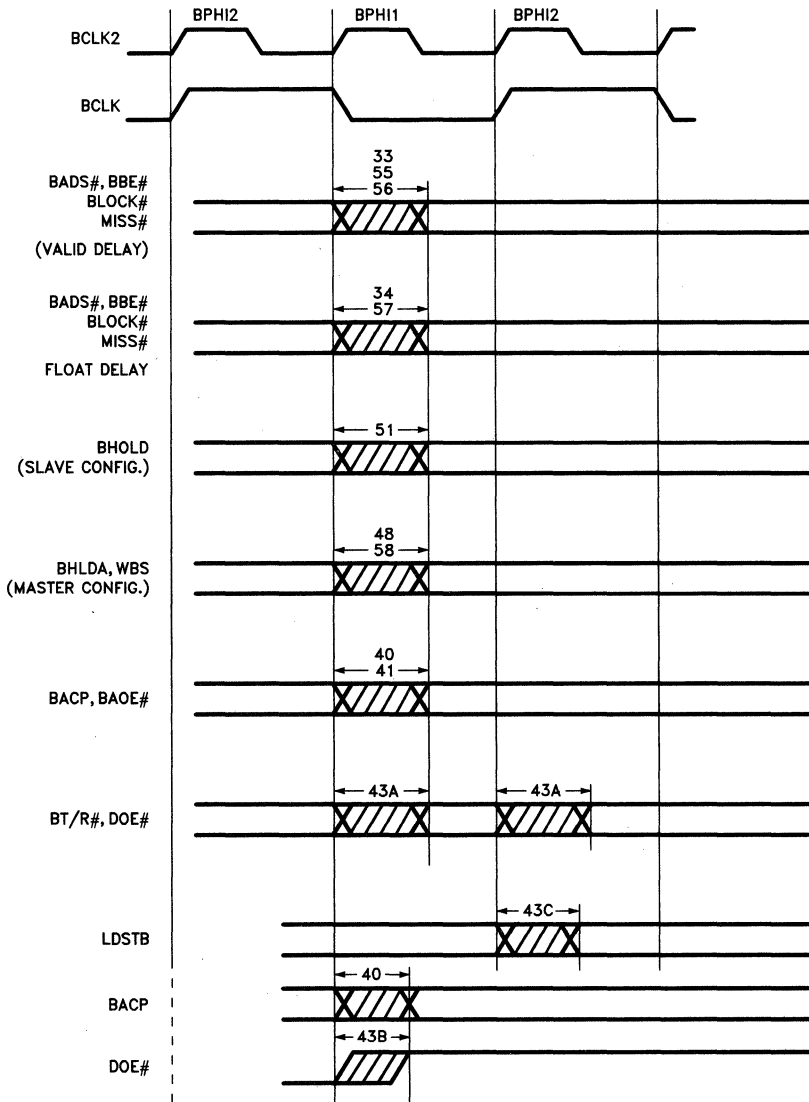 BPHI2 BPHI1 BPHI2
BCLK2
BCLK
33
55
56
BADS#, BBE#
BLOCK#
MISS#
(VALID DELAY)
34
57
BADS#, BBE#
BLOCK#
MISS#
FLOAT DELAY
51
BHOLD
(SLAVE CONFIG.)
48
58
BHLDA, WBS
(MASTER CONFIG.)
40
41
BACP, BAOE#
43A 43A
BT/R#, DOE#
43C
LDSTB
40
BACP
43B
DOE#